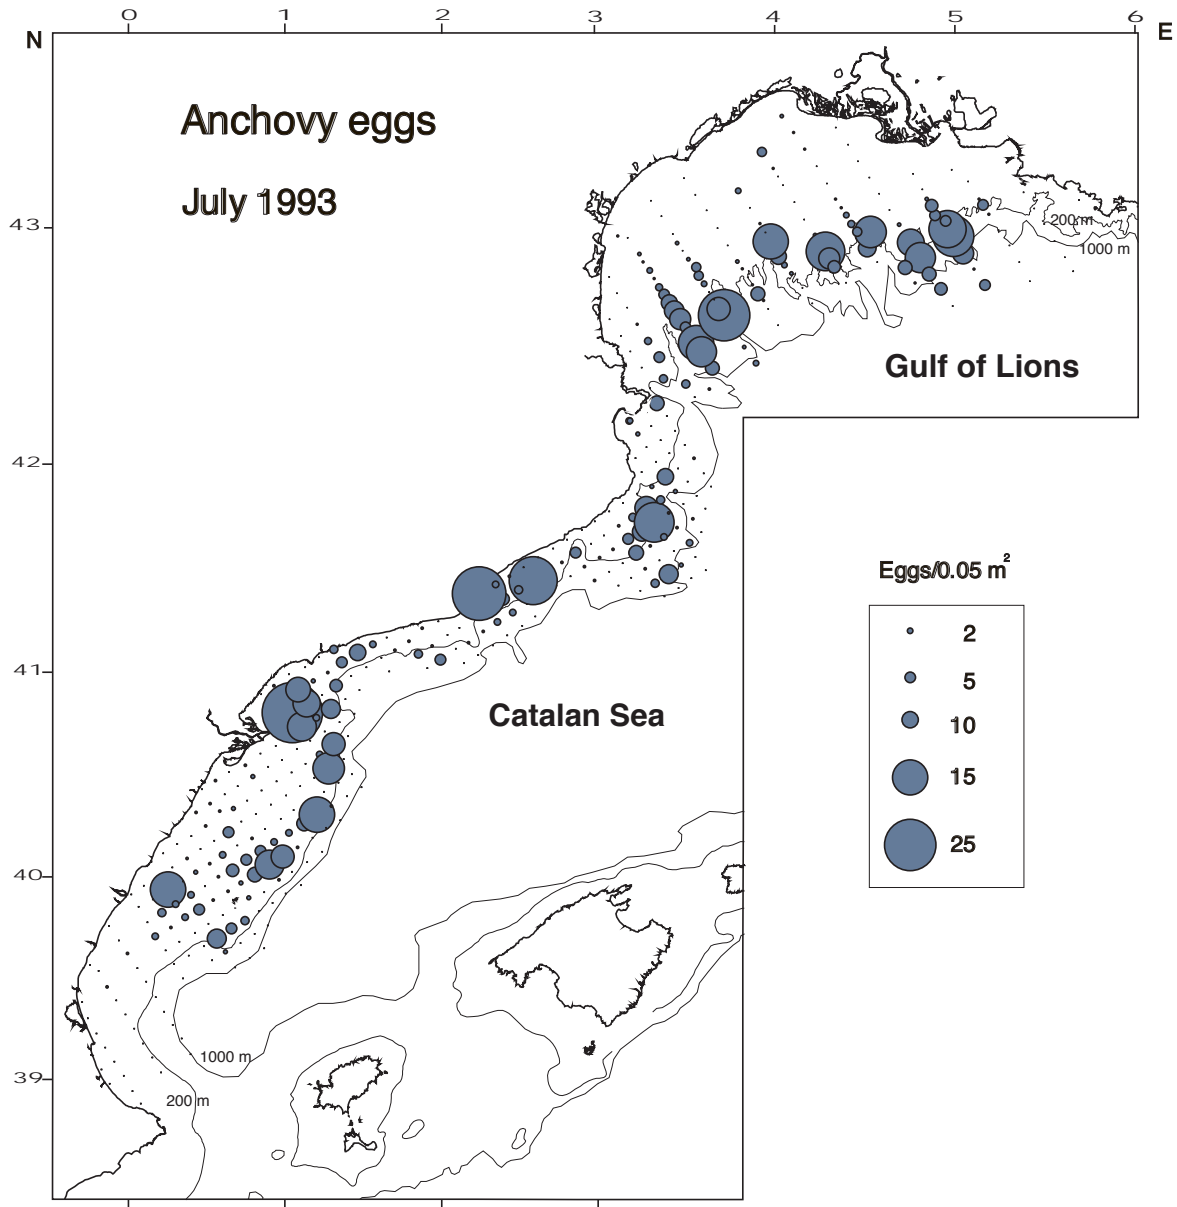 0 1 2 3 4 5 6
N E
Anchovy eggs
July 1993
43
200 m
1000 m
Gulf of Lions
42
Eggs/0.05 m²
2
5
41
Catalan Sea
10
15
25
40
1000 m
39
200 m